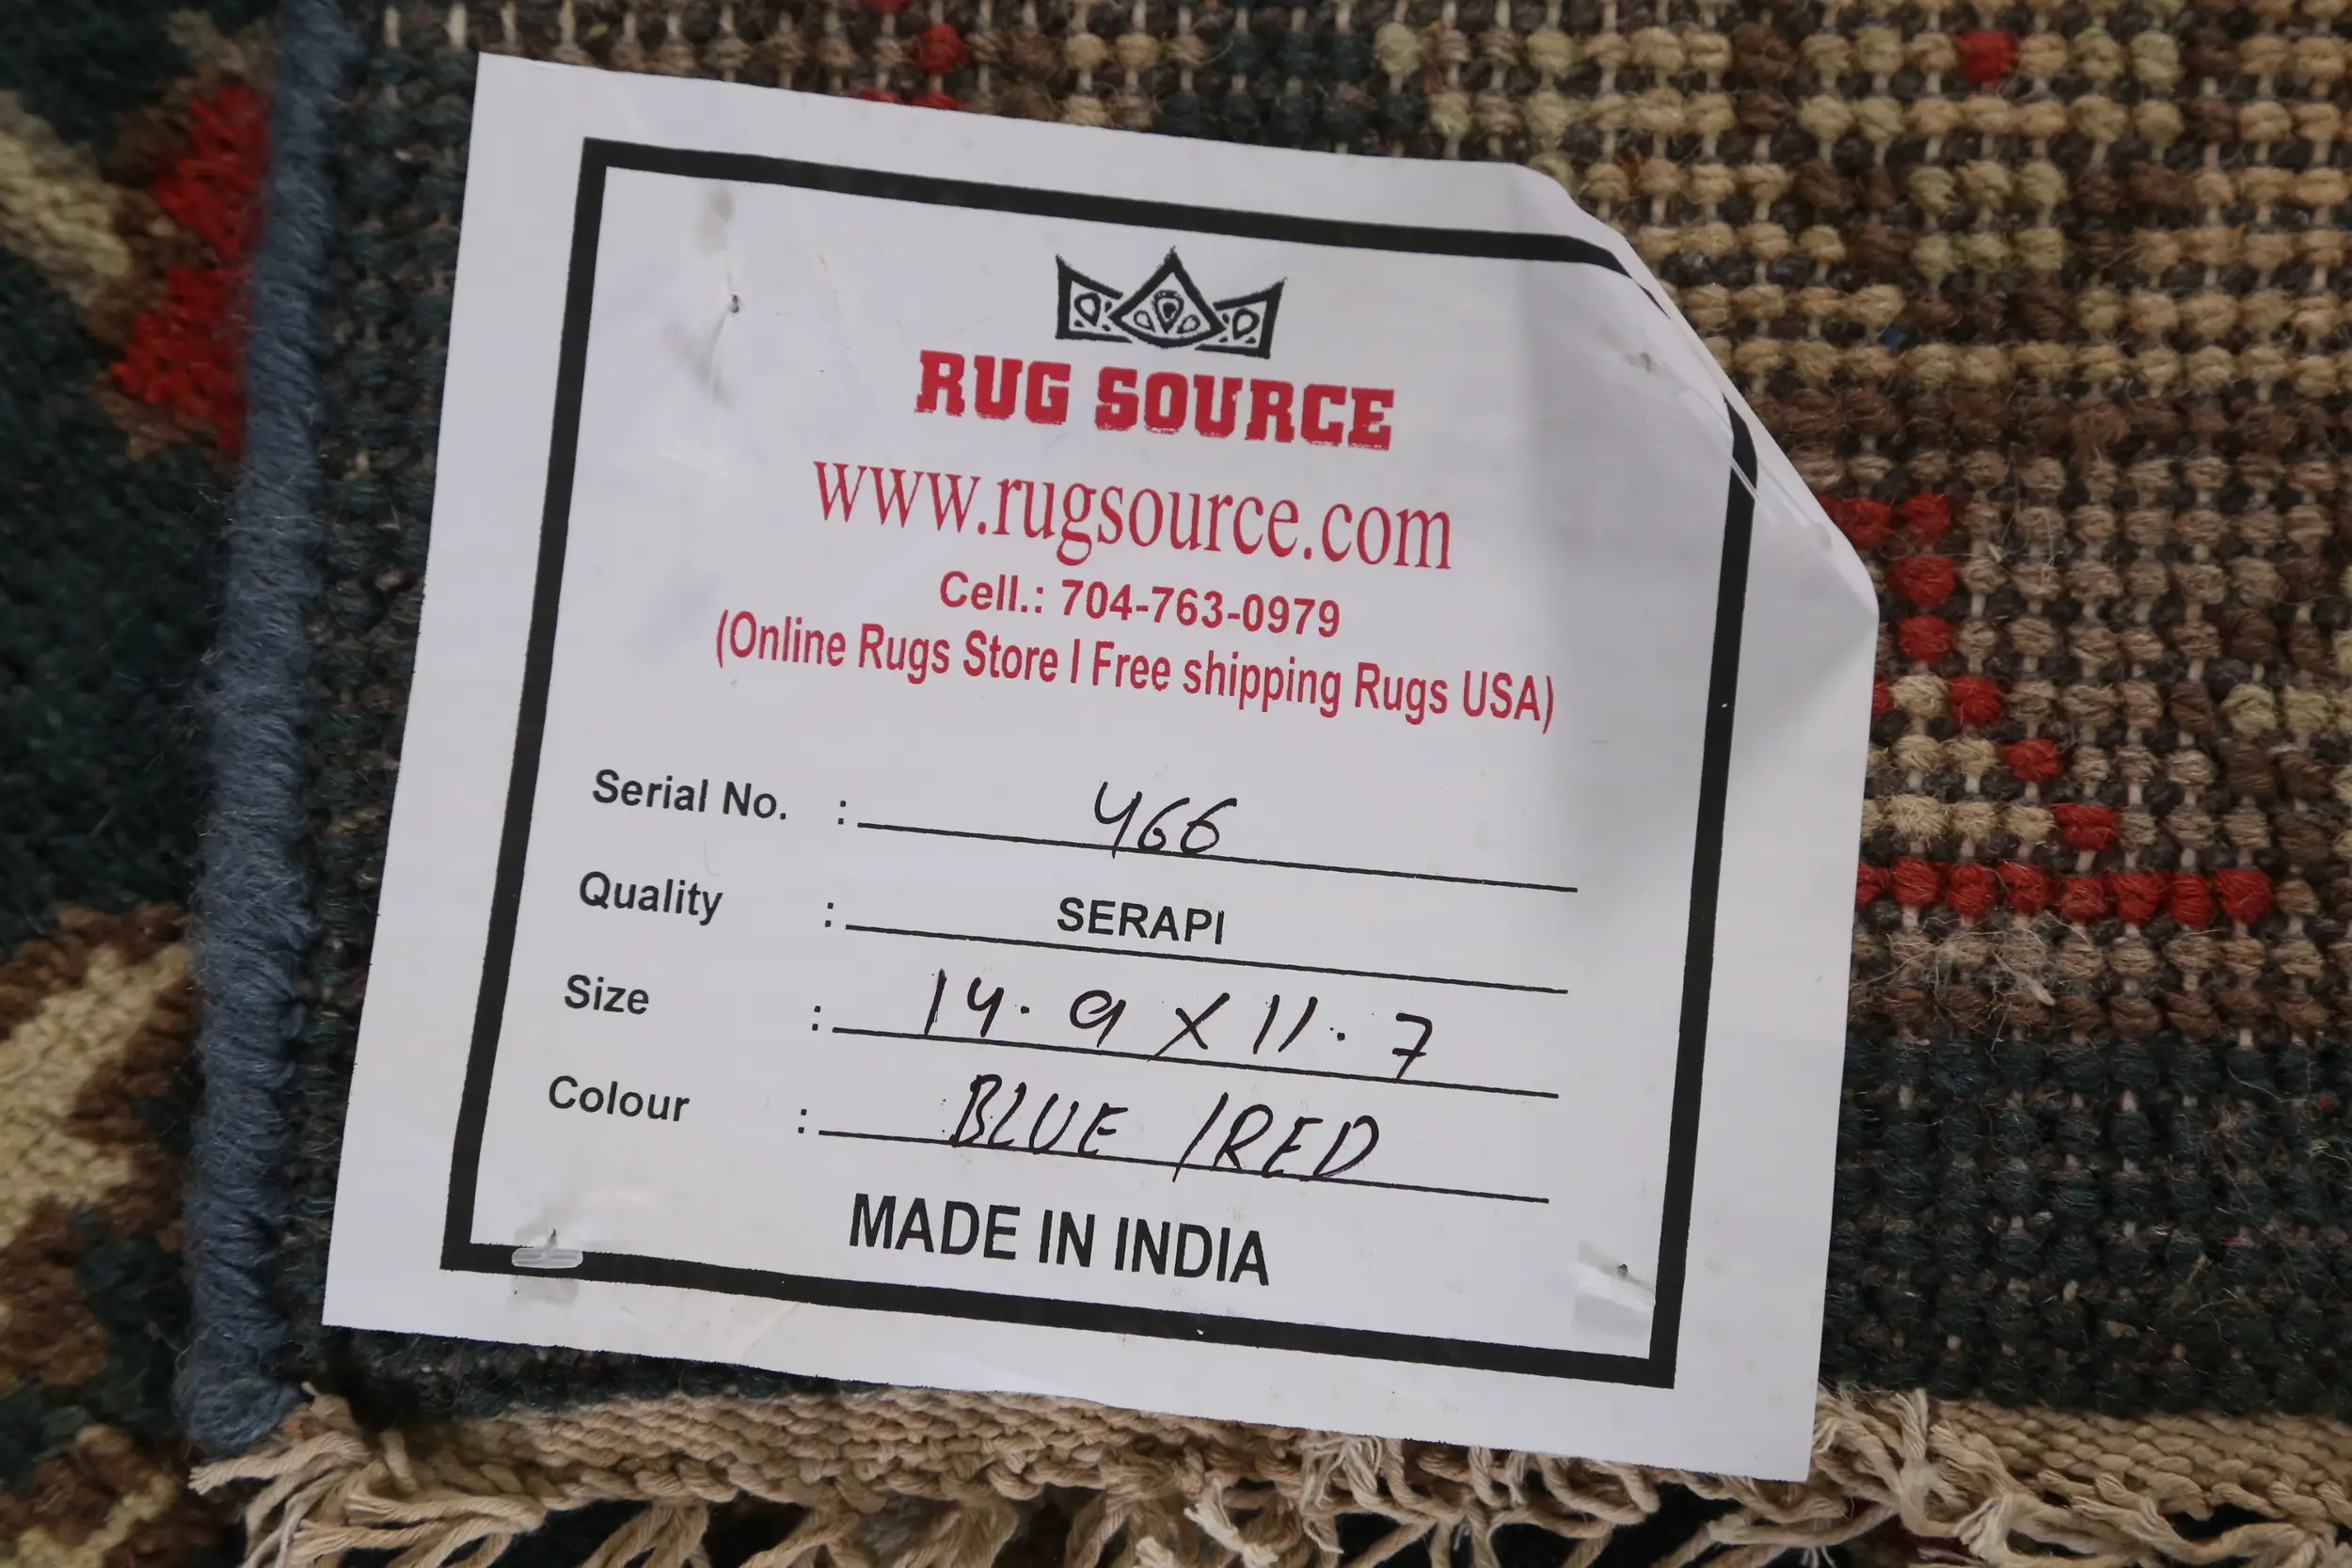 RUG SOURCE
www.rugsource.com
Cell.: 704-763-0979
(Online Rugs Store I Free shipping Rugs USA)
Serial No. : 466
Quality : SERAPI
Size : 14.9 X 11.7
Colour : BLUE /RED
MADE IN INDIA